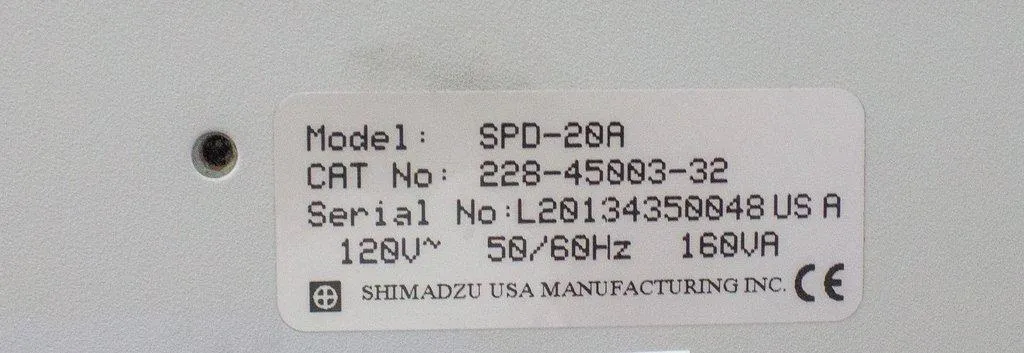 Model: SPD-20A
CAT No: 228-45003-32
Serial No:L20134350048 US A
120V~ 50/60Hz 160VA
SHIMADZU USA MANUFACTURING INC. CE